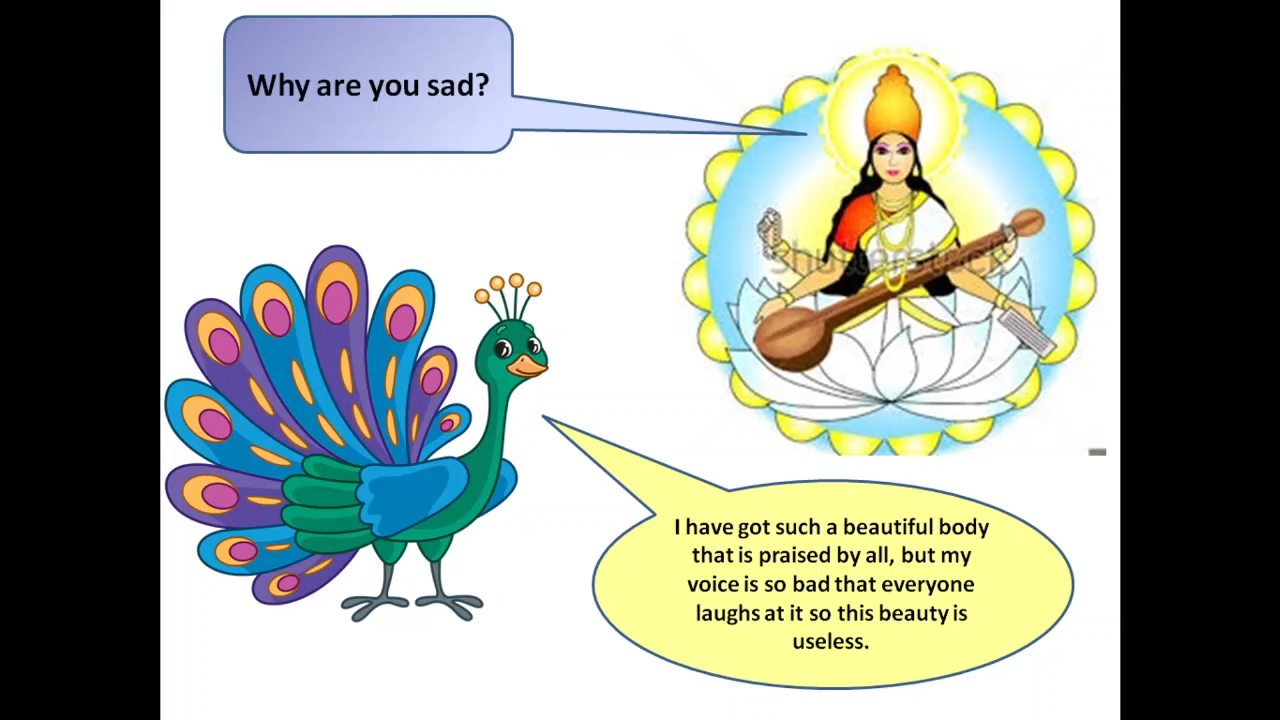 Why are you sad?
shutterstock
I have got such a beautiful body
that is praised by all, but my
voice is so bad that everyone
laughs at it so this beauty is
useless.